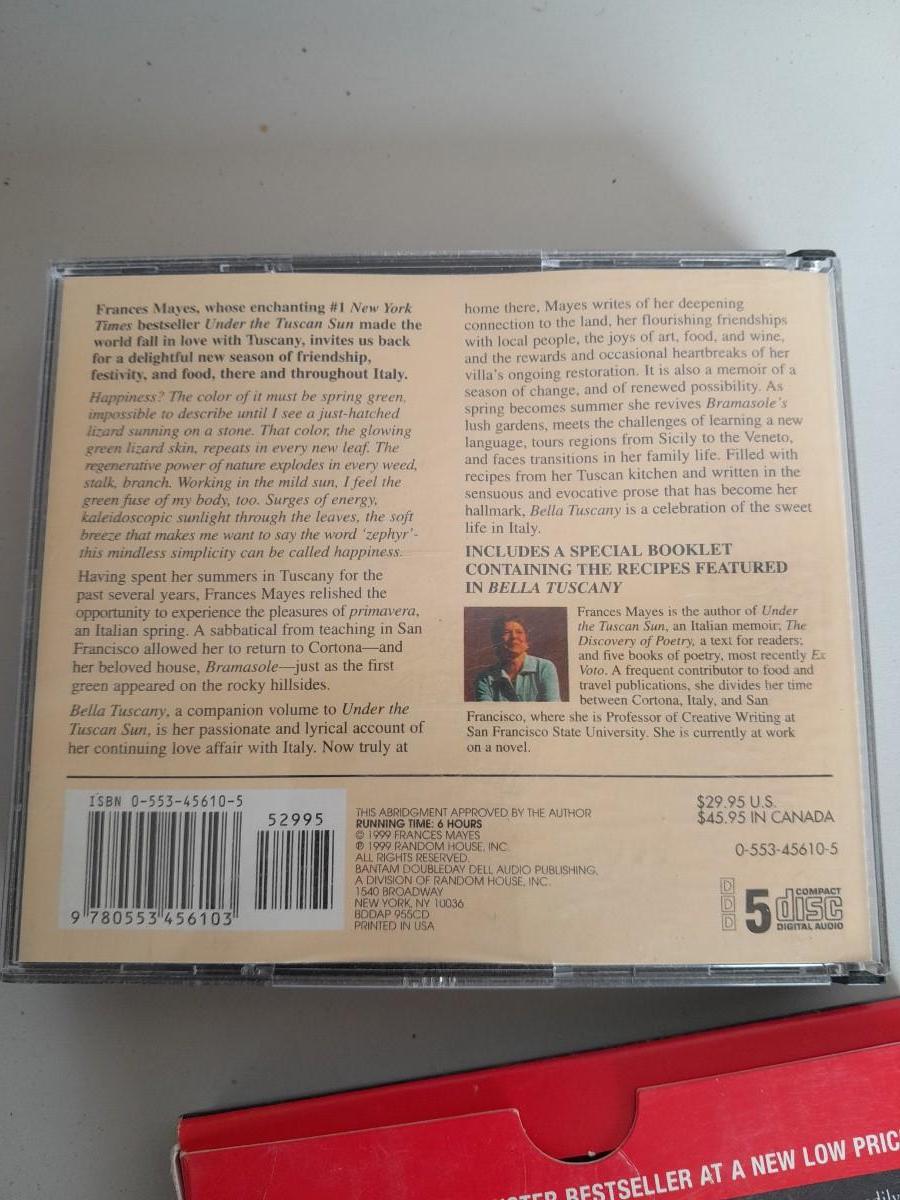 Frances Mayes, whose enchanting #1 New York
Times bestseller Under the Tuscan Sun made the
world fall in love with Tuscany, invites us back
for a delightful new season of friendship,
festivity, and food, there and throughout Italy.
Happiness? The color of it must be spring green,
impossible to describe until I see a just-hatched
lizard sunning on a stone. That color, the glowing
green lizard skin, repeats in every new leaf. The
regenerative power of nature explodes in every weed,
stalk, branch. Working in the mild sun, I feel the
green fuse of my body, too. Surges of energy,
kaleidoscopic sunlight through the leaves, the soft
breeze that makes me want to say the word 'zephyr'-
this mindless simplicity can be called happiness.
Having spent her summers in Tuscany for the
past several years, Frances Mayes relished the
opportunity to experience the pleasures of primavera,
an Italian spring. A sabbatical from teaching in San
Francisco allowed her to return to Cortona—and
her beloved house, Bramasole—just as the first
green appeared on the rocky hillsides.
Bella Tuscany, a companion volume to Under the
Tuscan Sun, is her passionate and lyrical account of
her continuing love affair with Italy. Now truly at
home there, Mayes writes of her deepening
connection to the land, her flourishing friendships
with local people, the joys of art, food, and wine,
and the rewards and occasional heartbreaks of her
villa's ongoing restoration. It is also a memoir of a
season of change, and of renewed possibility. As
spring becomes summer she revives Bramasole's
lush gardens, meets the challenges of learning a new
language, tours regions from Sicily to the Veneto,
and faces transitions in her family life. Filled with
recipes from her Tuscan kitchen and written in the
sensuous and evocative prose that has become her
hallmark, Bella Tuscany is a celebration of the sweet
life in Italy.
INCLUDES A SPECIAL BOOKLET
CONTAINING THE RECIPES FEATURED
IN BELLA TUSCANY
Frances Mayes is the author of Under
the Tuscan Sun, an Italian memoir; The
Discovery of Poetry, a text for readers;
and five books of poetry, most recently Ex
Voto. A frequent contributor to food and
travel publications, she divides her time
between Cortona, Italy, and San
Francisco, where she is Professor of Creative Writing at
San Francisco State University. She is currently at work
on a novel.
ISBN 0-553-45610-5
52995
9 780553 456103
THIS ABRIDGMENT APPROVED BY THE AUTHOR
RUNNING TIME: 6 HOURS
© 1999 FRANCES MAYES
℗ 1999 RANDOM HOUSE, INC.
ALL RIGHTS RESERVED.
BANTAM DOUBLEDAY DELL AUDIO PUBLISHING,
A DIVISION OF RANDOM HOUSE, INC.
1540 BROADWAY
NEW YORK, NY 10036
BDDAP 955CD
PRINTED IN USA
$29.95 U.S.
$45.95 IN CANADA
0-553-45610-5
DDD
5 COMPACT disc DIGITAL AUDIO
BESTSELLER AT A NEW LOW